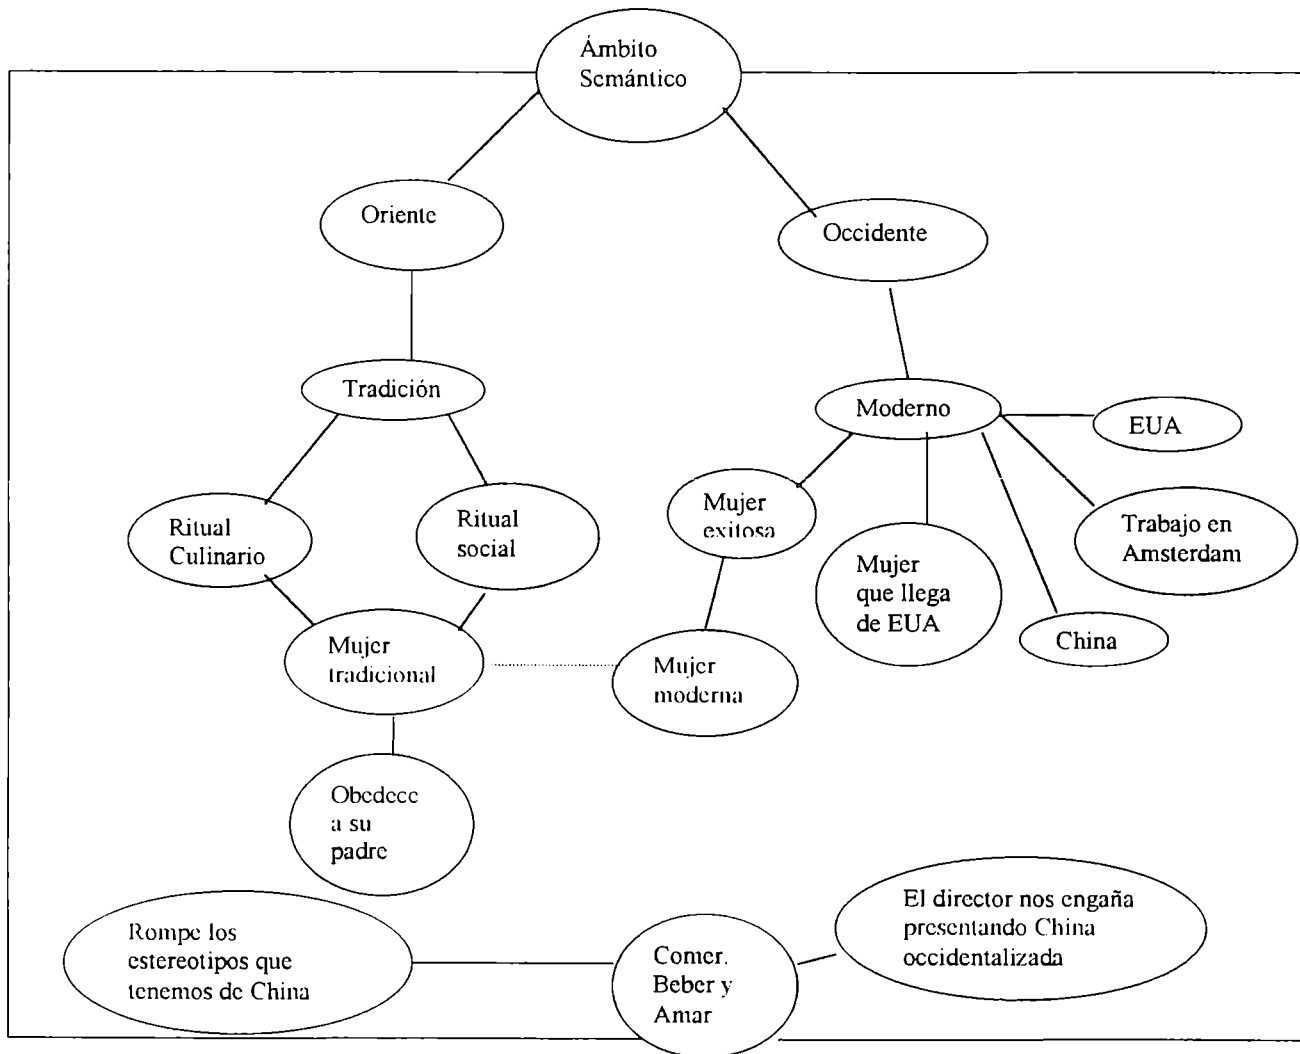 Ámbito
Semántico
Oriente
Occidente
Tradición
Moderno
EUA
Ritual
Culinario
Ritual
social
Mujer
exitosa
Trabajo en
Amsterdam
Mujer
que llega
de EUA
China
Mujer
tradicional
Mujer
moderna
Obedece
a su
padre
Rompe los
estereotipos que
tenemos de China
Comer,
Beber y
Amar
El director nos engaña
presentando China
occidentalizada